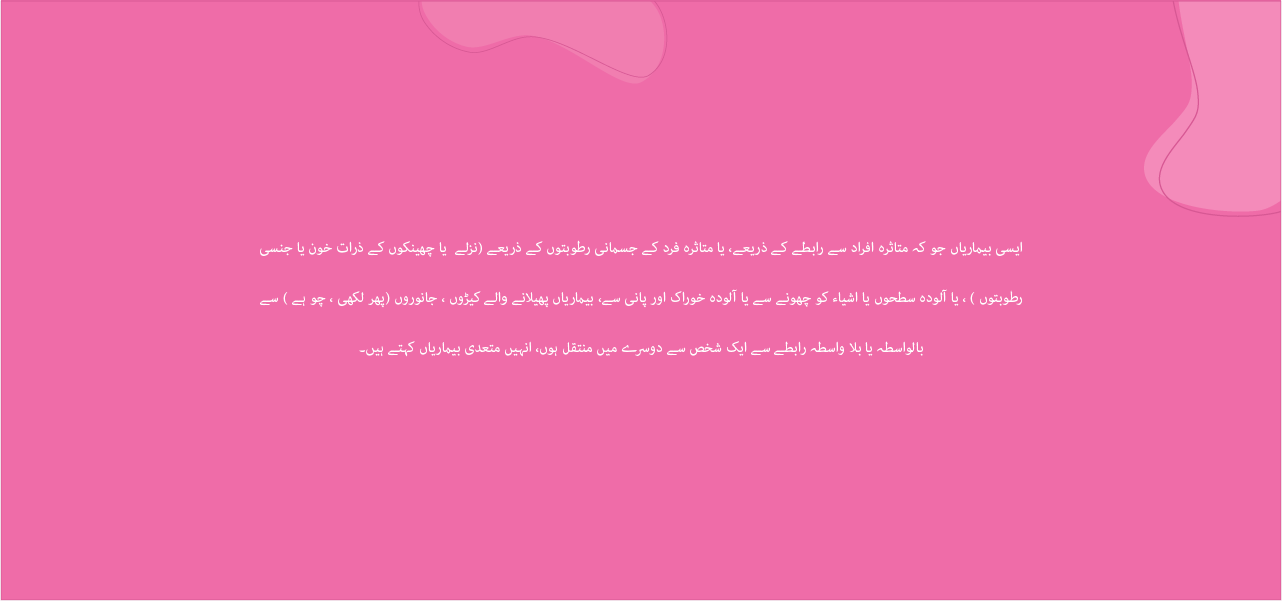 ایسی بیماریاں جو کہ متاثرہ افراد سے رابطے کے ذریعے، یا متاثرہ فرد کے جسمانی رطوبتوں کے ذریعے (نزلے یا چھینکوں کے ذرات خون یا جنسی
رطوبتوں ) ، یا آلودہ سطحوں یا اشیاء کو چھونے سے یا آلودہ خوراک اور پانی سے، بیماریاں پھیلانے والے کیڑوں ، جانوروں (پھر لکھی ، چو ہے ) سے
بالواسطہ یا بلا واسطہ رابطے سے ایک شخص سے دوسرے میں منتقل ہوں، انہیں متعدی بیماریاں کہتے ہیں۔